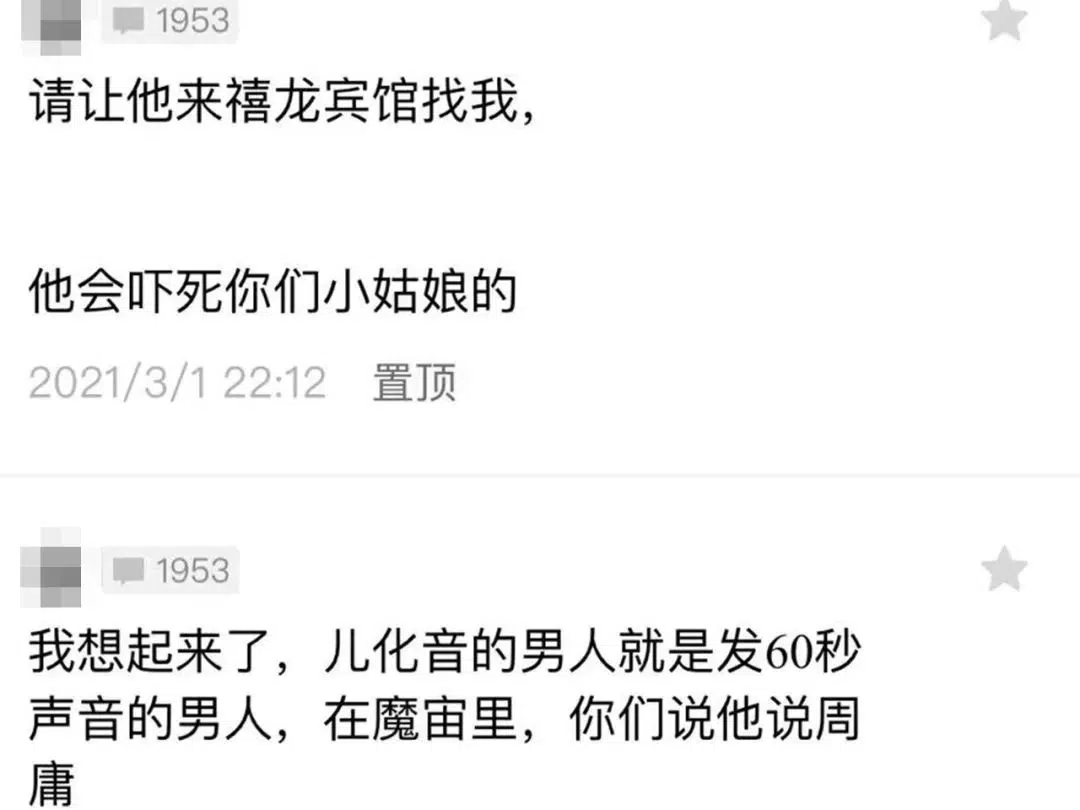 1953
请让他来禧龙宾馆找我，
他会吓死你们小姑娘的
2021/3/1 22:12 置顶
1953
我想起来了，儿化音的男人就是发60秒
声音的男人，在魔宙里，你们说他说周
庸